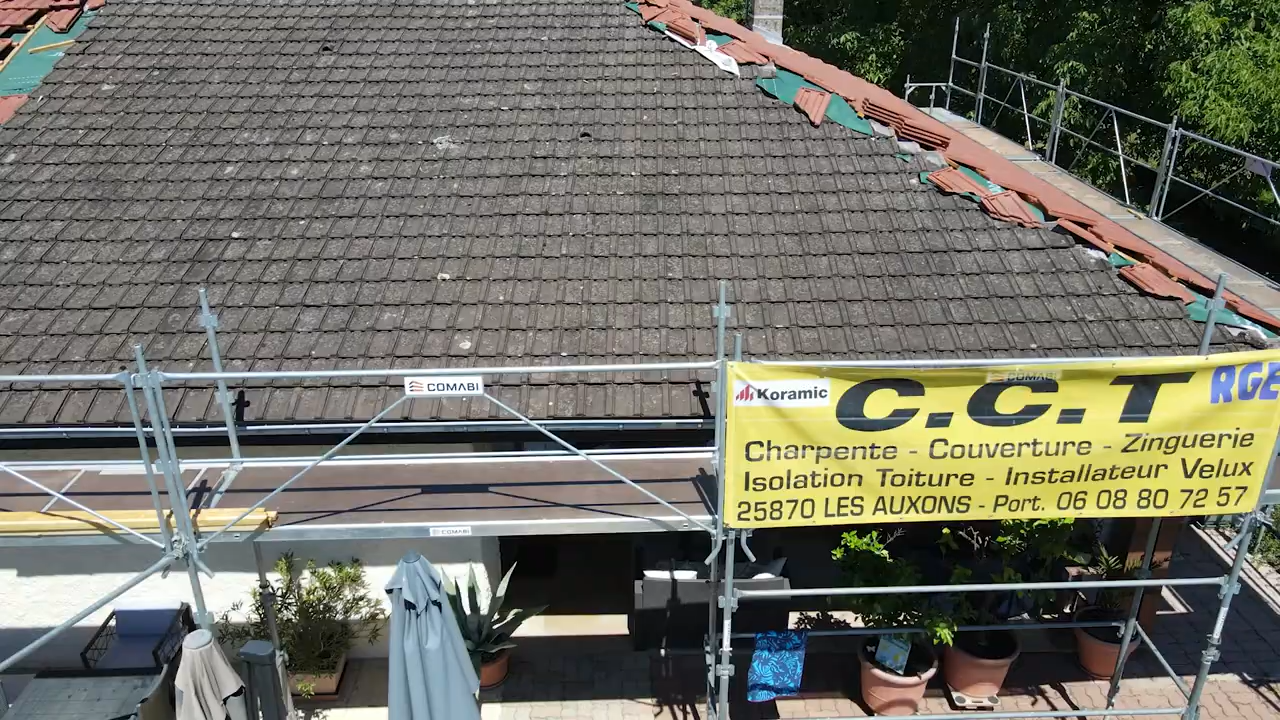 COMABI
COMABI
COMABI
Koramic
C.C.T
RGE
Charpente - Couverture - Zinguerie
Isolation Toiture - Installateur Velux
25870 LES AUXONS - Port. 06 08 80 72 57